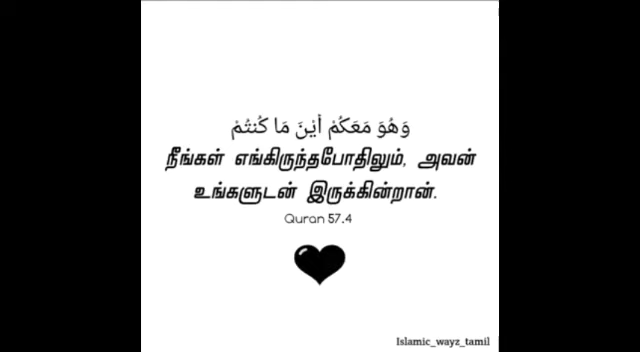 وَهُوَ مَعَكُمْ أَيْنَ مَا كُنتُمْ
நீங்கள் எங்கிருந்தபோதிலும், அவன்
உங்களுடன் இருக்கின்றான்.
Quran 57.4
Islamic_wayz_tamil